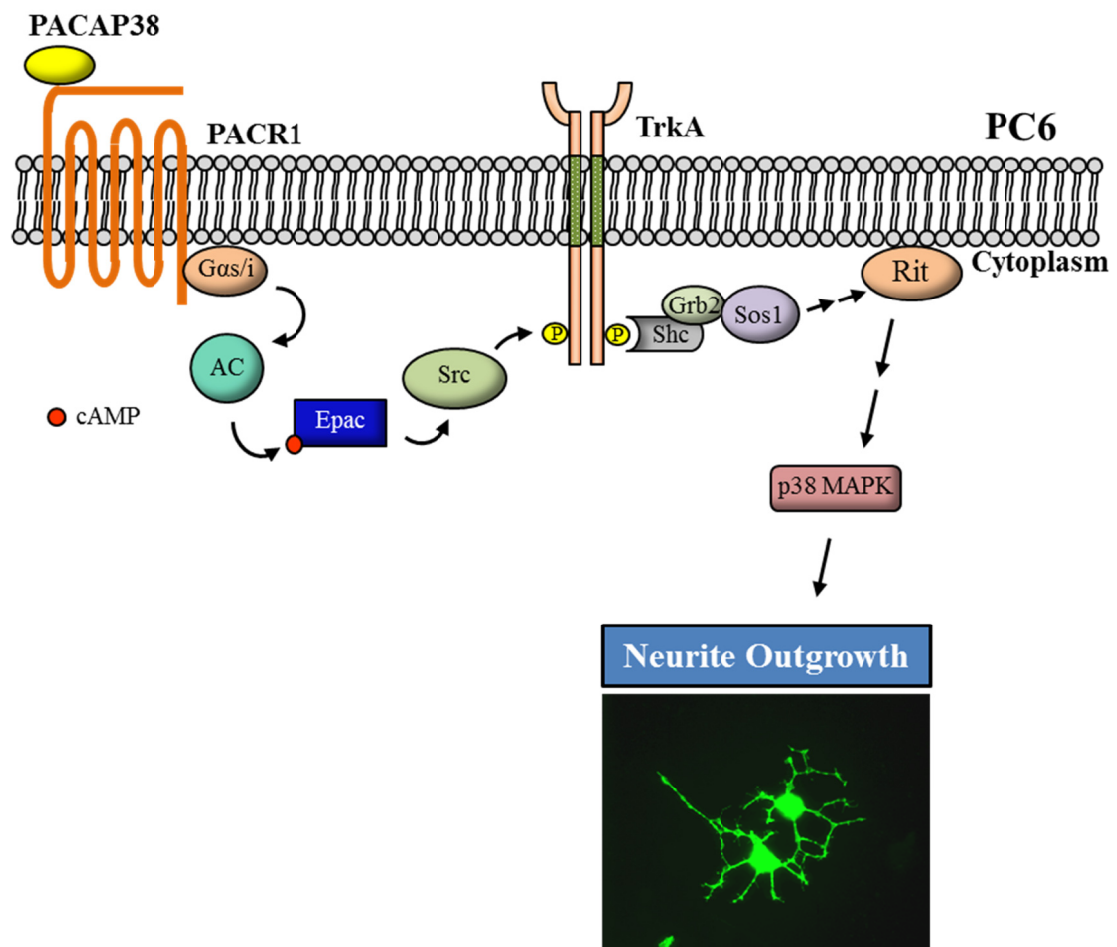 PACAP38
PACR1
TrkA
PC6
Cytoplasm
Gαs/i
Rit
Grb2
Sos1
Shc
P
P
AC
Src
Epac
cAMP
p38 MAPK
Neurite Outgrowth